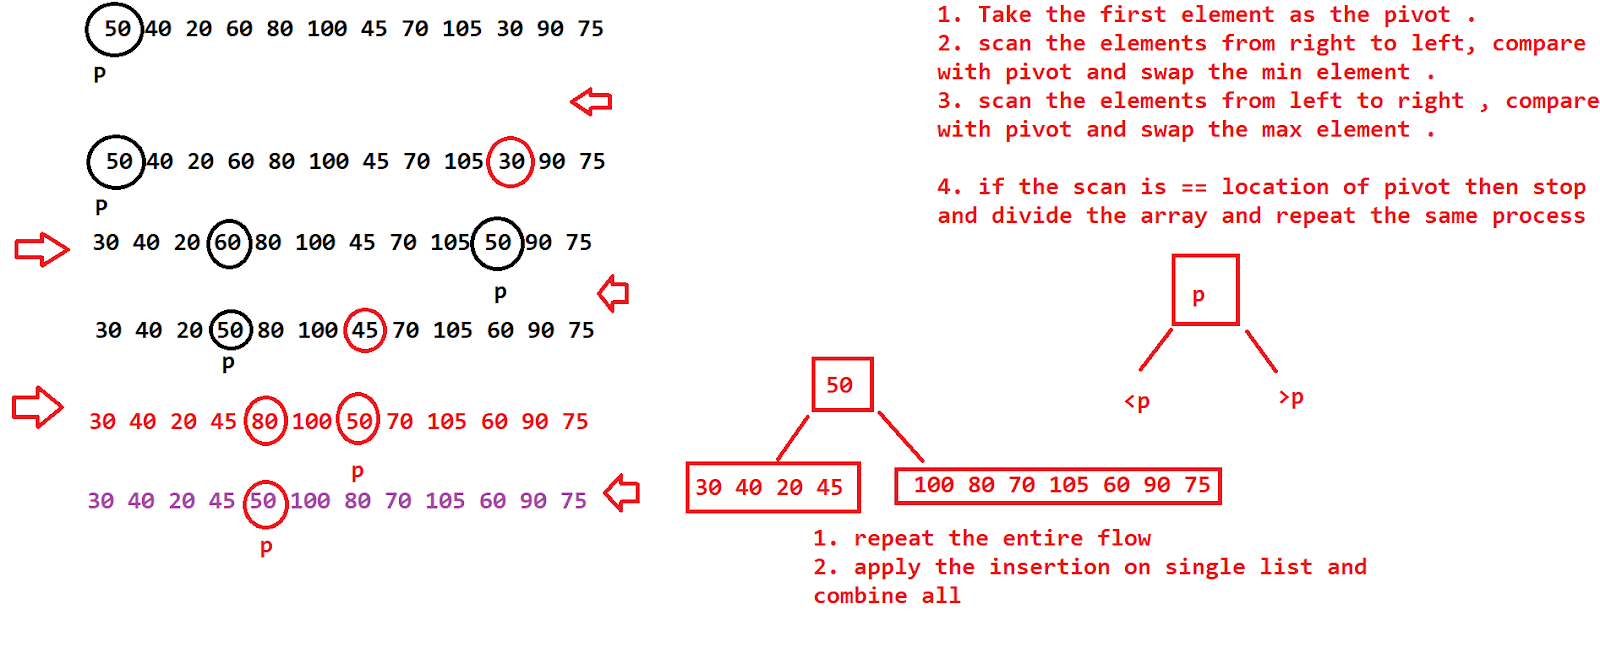 50 40 20 60 80 100 45 70 105 30 90 75
P
50 40 20 60 80 100 45 70 105 30 90 75
P
30 40 20 60 80 100 45 70 105 50 90 75
p
30 40 20 50 80 100 45 70 105 60 90 75
p
30 40 20 45 80 100 50 70 105 60 90 75
p
30 40 20 45 50 100 80 70 105 60 90 75
p
1. Take the first element as the pivot .
2. scan the elements from right to left, compare
with pivot and swap the min element .
3. scan the elements from left to right , compare
with pivot and swap the max element .
4. if the scan is == location of pivot then stop
and divide the array and repeat the same process
p
<p
>p
50
30 40 20 45
100 80 70 105 60 90 75
1. repeat the entire flow
2. apply the insertion on single list and
combine all